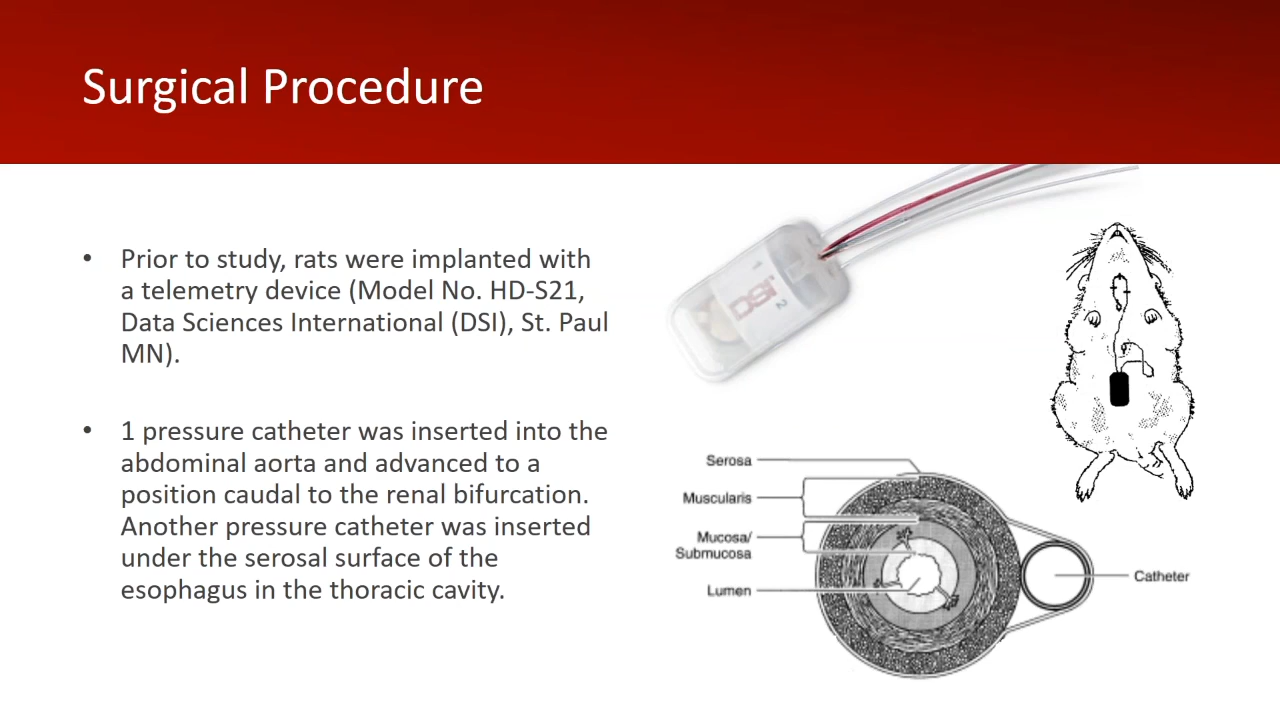 Surgical Procedure
• Prior to study, rats were implanted with
a telemetry device (Model No. HD-S21,
Data Sciences International (DSI), St. Paul
MN).
• 1 pressure catheter was inserted into the
abdominal aorta and advanced to a
position caudal to the renal bifurcation.
Another pressure catheter was inserted
under the serosal surface of the
esophagus in the thoracic cavity.
1
DSI.
2
Serosa
Muscularis
Mucosa/
Submucosa
Lumen
Catheter